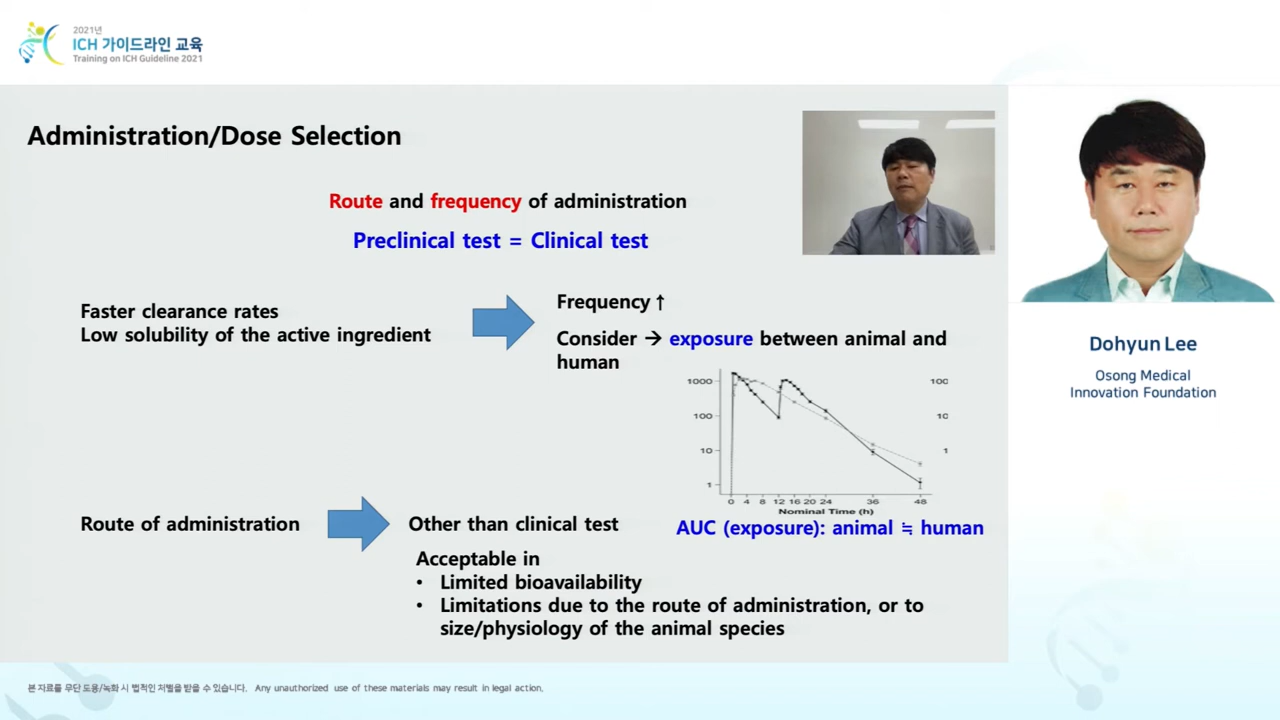 2021년
ICH 가이드라인 교육
Training on ICH Guideline 2021
Administration/Dose Selection
Route and frequency of administration
Preclinical test = Clinical test
Faster clearance rates
Low solubility of the active ingredient
Frequency↑
Consider → exposure between animal and
human
1000
100
10
1
100
10
1
0 4 8 12 16 20 24 36 48
Nominal Time (h)
AUC (exposure): animal ≒ human
Route of administration
Other than clinical test
Acceptable in
• Limited bioavailability
• Limitations due to the route of administration, or to
size/physiology of the animal species
Dohyun Lee
Osong Medical
Innovation Foundation
본 자료를 무단 도용/녹화 시 법적인 처벌을 받을 수 있습니다. Any unauthorized use of these materials may result in legal action.